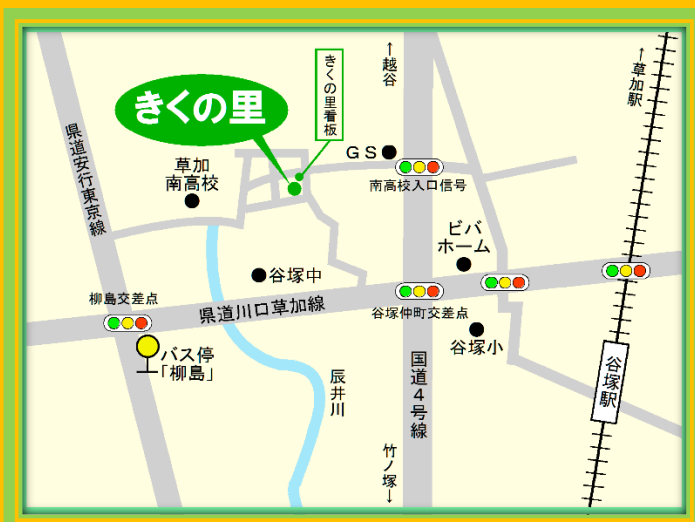 ←越谷
きくの里看板
←草加駅
きくの里
県道安行東京線
草加
南高校
GS
南高校入口信号
ビバ
ホーム
谷塚中
柳島交差点
県道川口草加線
谷塚仲町交差点
バス停
「柳島」
谷塚小
辰井川
国道4号線
谷塚駅
竹ノ塚→